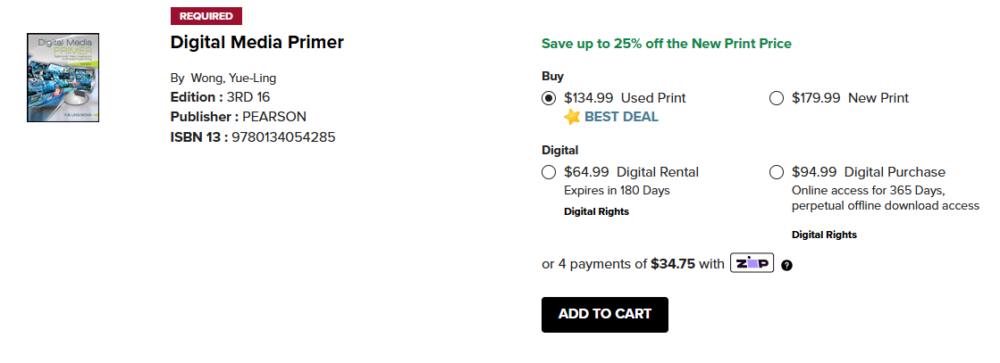 REQUIRED
Digital Media Primer
Digital Media
PRIMER
YUE-LING WONG
By Wong, Yue-Ling
Edition : 3RD 16
Publisher : PEARSON
ISBN 13 : 9780134054285
Save up to 25% off the New Print Price
Buy
$134.99 Used Print
BEST DEAL
$179.99 New Print
Digital
$64.99 Digital Rental
Expires in 180 Days
Digital Rights
$94.99 Digital Purchase
Online access for 365 Days,
perpetual offline download access
Digital Rights
or 4 payments of $34.75 with ZIP ?
ADD TO CART